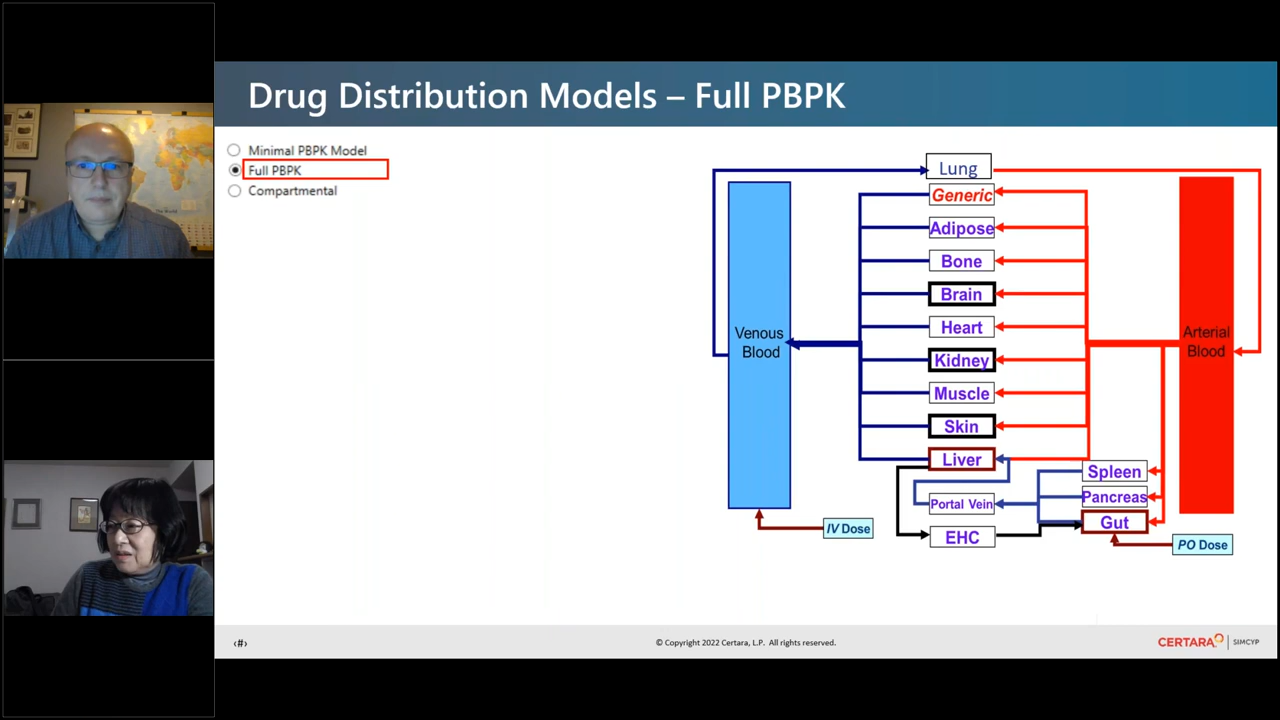 Drug Distribution Models – Full PBPK
Minimal PBPK Model
Full PBPK
Compartmental
Lung
Generic
Adipose
Bone
Brain
Heart
Kidney
Muscle
Skin
Liver
Portal Vein
EHC
Venous
Blood
Arterial
Blood
Spleen
Pancreas
Gut
IV Dose
PO Dose
‹#›
© Copyright 2022 Certara, L.P. All rights reserved.
CERTARA
SIMCYP